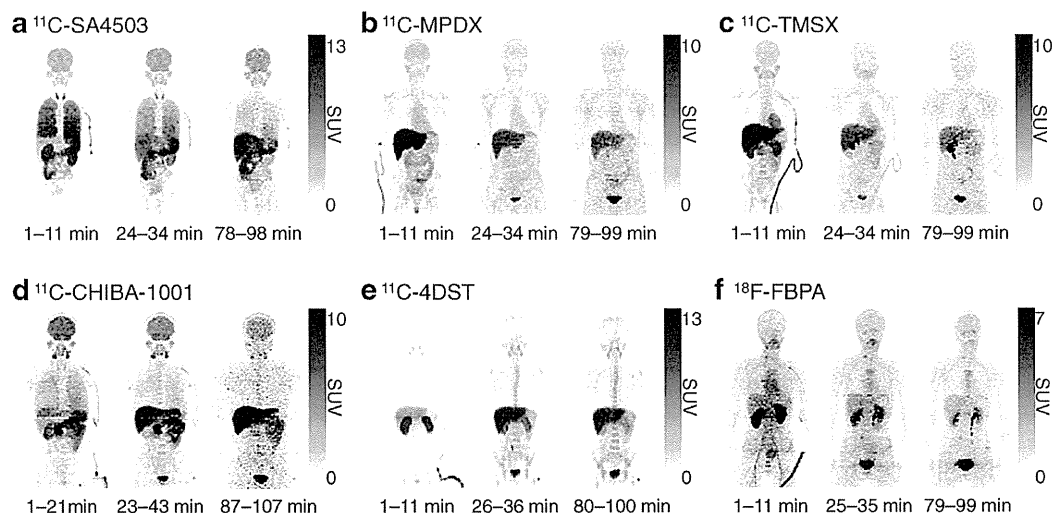 a ¹¹C-SA4503
13
SUV
0
1–11 min 24–34 min 78–98 min
b ¹¹C-MPDX
10
SUV
0
1–11 min 24–34 min 79–99 min
c ¹¹C-TMSX
10
SUV
0
1–11 min 24–34 min 79–99 min
d ¹¹C-CHIBA-1001
10
SUV
0
1–21min 23–43 min 87–107 min
e ¹¹C-4DST
13
SUV
0
1–11 min 26–36 min 80–100 min
f ¹⁸F-FBPA
7
SUV
0
1–11 min 25–35 min 79–99 min